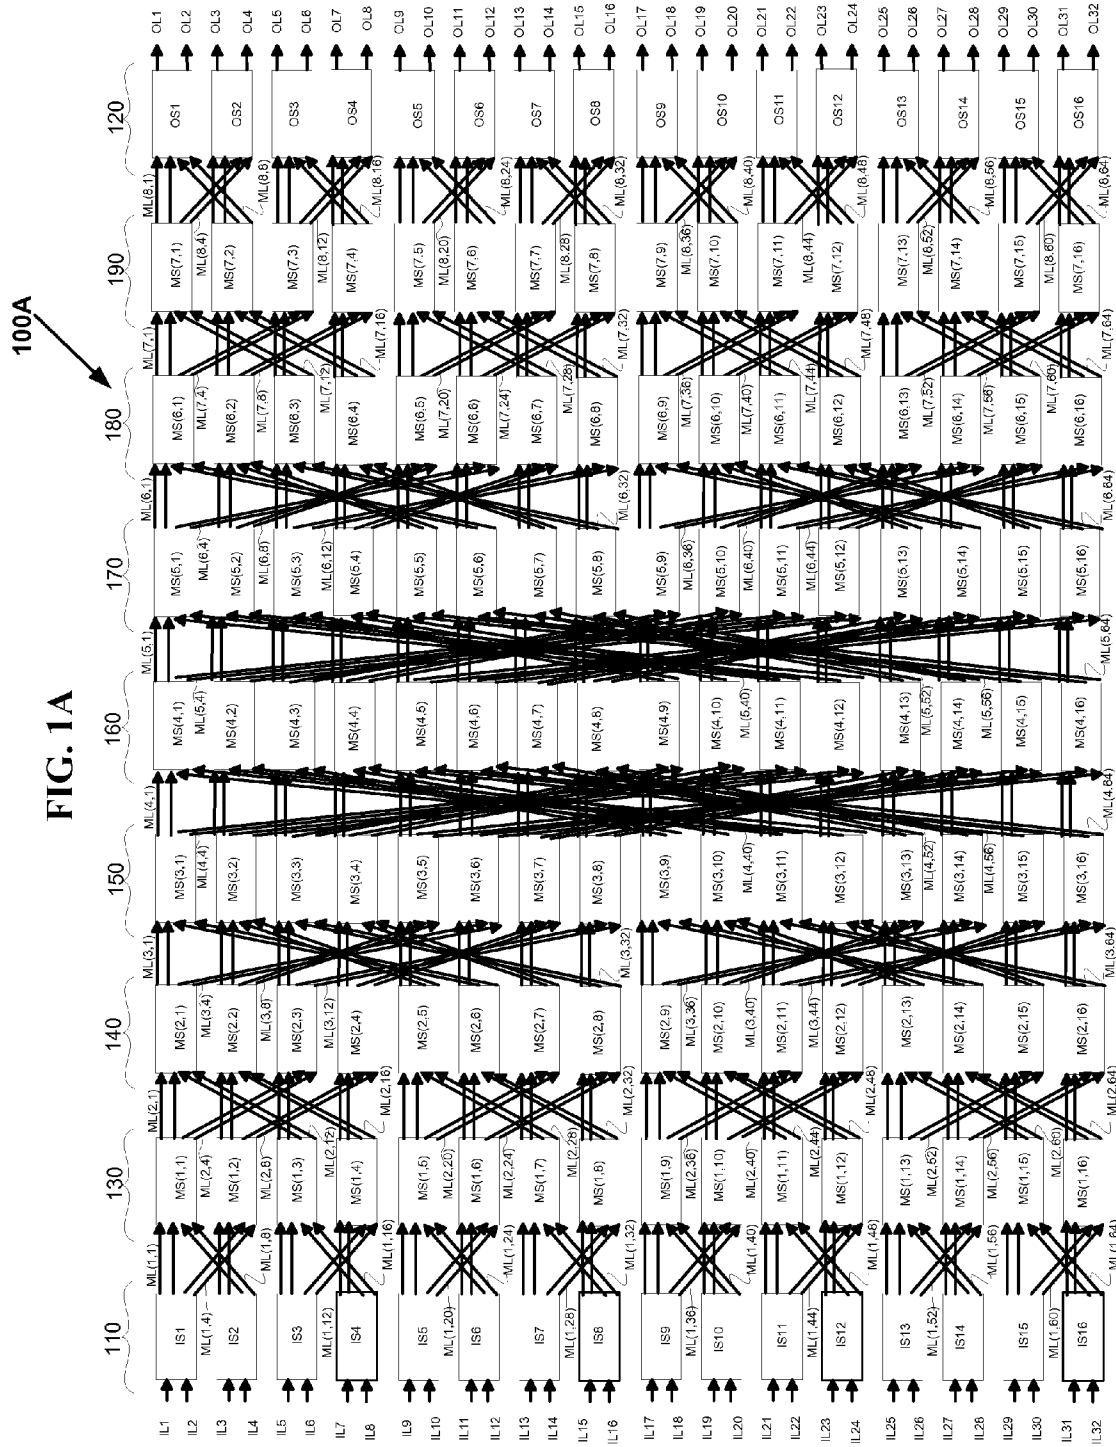 FIG. 1A
100A
110 130 140 150 160 170 180 190 120
ML(1,1) ML(2,1) ML(3,1) ML(4,1) ML(5,1) ML(6,1) ML(7,1) ML(8,1)
IL1 OL1
IS1 MS(1,1) MS(2,1) MS(3,1) MS(4,1) MS(5,1) MS(6,1) MS(7,1) OS1
IL2 OL2
ML(1,4) ML(2,4) ML(3,4) ML(4,4) ML(5,4) ML(6,4) ML(7,4) ML(8,4)
IL3 OL3
IS2 MS(1,2) MS(2,2) MS(3,2) MS(4,2) MS(5,2) MS(6,2) MS(7,2) OS2
IL4 OL4
ML(1,8) ML(2,8) ML(3,8) ML(6,8) ML(7,8) ML(8,8)
IL5 OL5
IS3 MS(1,3) MS(2,3) MS(3,3) MS(4,3) MS(5,3) MS(6,3) MS(7,3) OS3
IL6 OL6
ML(1,12) ML(2,12) ML(3,12) ML(6,12) ML(7,12) ML(8,12)
IL7 OL7
IS4 MS(1,4) MS(2,4) MS(3,4) MS(4,4) MS(5,4) MS(6,4) MS(7,4) OS4
IL8 OL8
ML(1,16) ML(2,16) ML(7,16) ML(8,16)
IL9 OL9
IS5 MS(1,5) MS(2,5) MS(3,5) MS(4,5) MS(5,5) MS(6,5) MS(7,5) OS5
IL10 OL10
ML(1,20) ML(2,20) ML(7,20) ML(8,20)
IL11 OL11
IS6 MS(1,6) MS(2,6) MS(3,6) MS(4,6) MS(5,6) MS(6,6) MS(7,6) OS6
IL12 OL12
ML(1,24) ML(2,24) ML(7,24) ML(8,24)
IL13 OL13
IS7 MS(1,7) MS(2,7) MS(3,7) MS(4,7) MS(5,7) MS(6,7) MS(7,7) OS7
IL14 OL14
ML(1,28) ML(2,28) ML(7,28) ML(8,28)
IL15 OL15
IS8 MS(1,8) MS(2,8) MS(3,8) MS(4,8) MS(5,8) MS(6,8) MS(7,8) OS8
IL16 OL16
ML(1,32) ML(2,32) ML(3,32) ML(6,32) ML(7,32) ML(8,32)
IL17 OL17
IS9 MS(1,9) MS(2,9) MS(3,9) MS(4,9) MS(5,9) MS(6,9) MS(7,9) OS9
IL18 OL18
ML(1,36) ML(2,36) ML(3,36) ML(6,36) ML(7,36) ML(8,36)
IL19 OL19
IS10 MS(1,10) MS(2,10) MS(3,10) MS(4,10) MS(5,10) MS(6,10) MS(7,10) OS10
IL20 OL20
ML(1,40) ML(2,40) ML(3,40) ML(4,40) ML(5,40) ML(6,40) ML(7,40) ML(8,40)
IL21 OL21
IS11 MS(1,11) MS(2,11) MS(3,11) MS(4,11) MS(5,11) MS(6,11) MS(7,11) OS11
IL22 OL22
ML(1,44) ML(2,44) ML(3,44) ML(6,44) ML(7,44) ML(8,44)
IL23 OL23
IS12 MS(1,12) MS(2,12) MS(3,12) MS(4,12) MS(5,12) MS(6,12) MS(7,12) OS12
IL24 OL24
ML(1,48) ML(2,48) ML(7,48) ML(8,48)
IL25 OL25
IS13 MS(1,13) MS(2,13) MS(3,13) MS(4,13) MS(5,13) MS(6,13) MS(7,13) OS13
IL26 OL26
ML(1,52) ML(2,52) ML(4,52) ML(5,52) ML(7,52) ML(8,52)
IL27 OL27
IS14 MS(1,14) MS(2,14) MS(3,14) MS(4,14) MS(5,14) MS(6,14) MS(7,14) OS14
IL28 OL28
ML(1,56) ML(2,56) ML(4,56) ML(5,56) ML(7,56) ML(8,56)
IL29 OL29
IS15 MS(1,15) MS(2,15) MS(3,15) MS(4,15) MS(5,15) MS(6,15) MS(7,15) OS15
IL30 OL30
ML(1,60) ML(2,60) ML(7,60) ML(8,60)
IL31 OL31
IS16 MS(1,16) MS(2,16) MS(3,16) MS(4,16) MS(5,16) MS(6,16) MS(7,16) OS16
IL32 OL32
ML(1,64) ML(2,64) ML(3,64) ML(4,64) ML(5,64) ML(6,64) ML(7,64) ML(8,64)